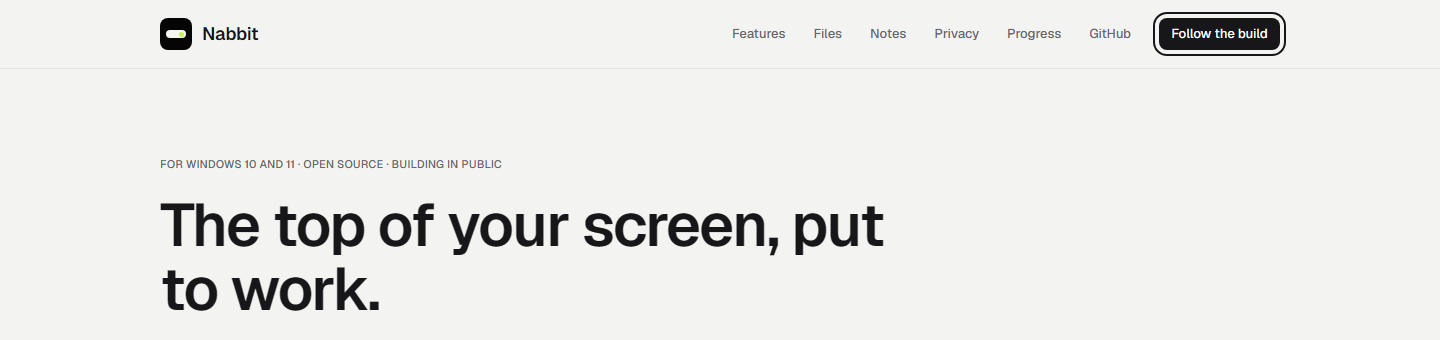 Nabbit
Features Files Notes Privacy Progress GitHub Follow the build
FOR WINDOWS 10 AND 11 · OPEN SOURCE · BUILDING IN PUBLIC
The top of your screen, put
to work.